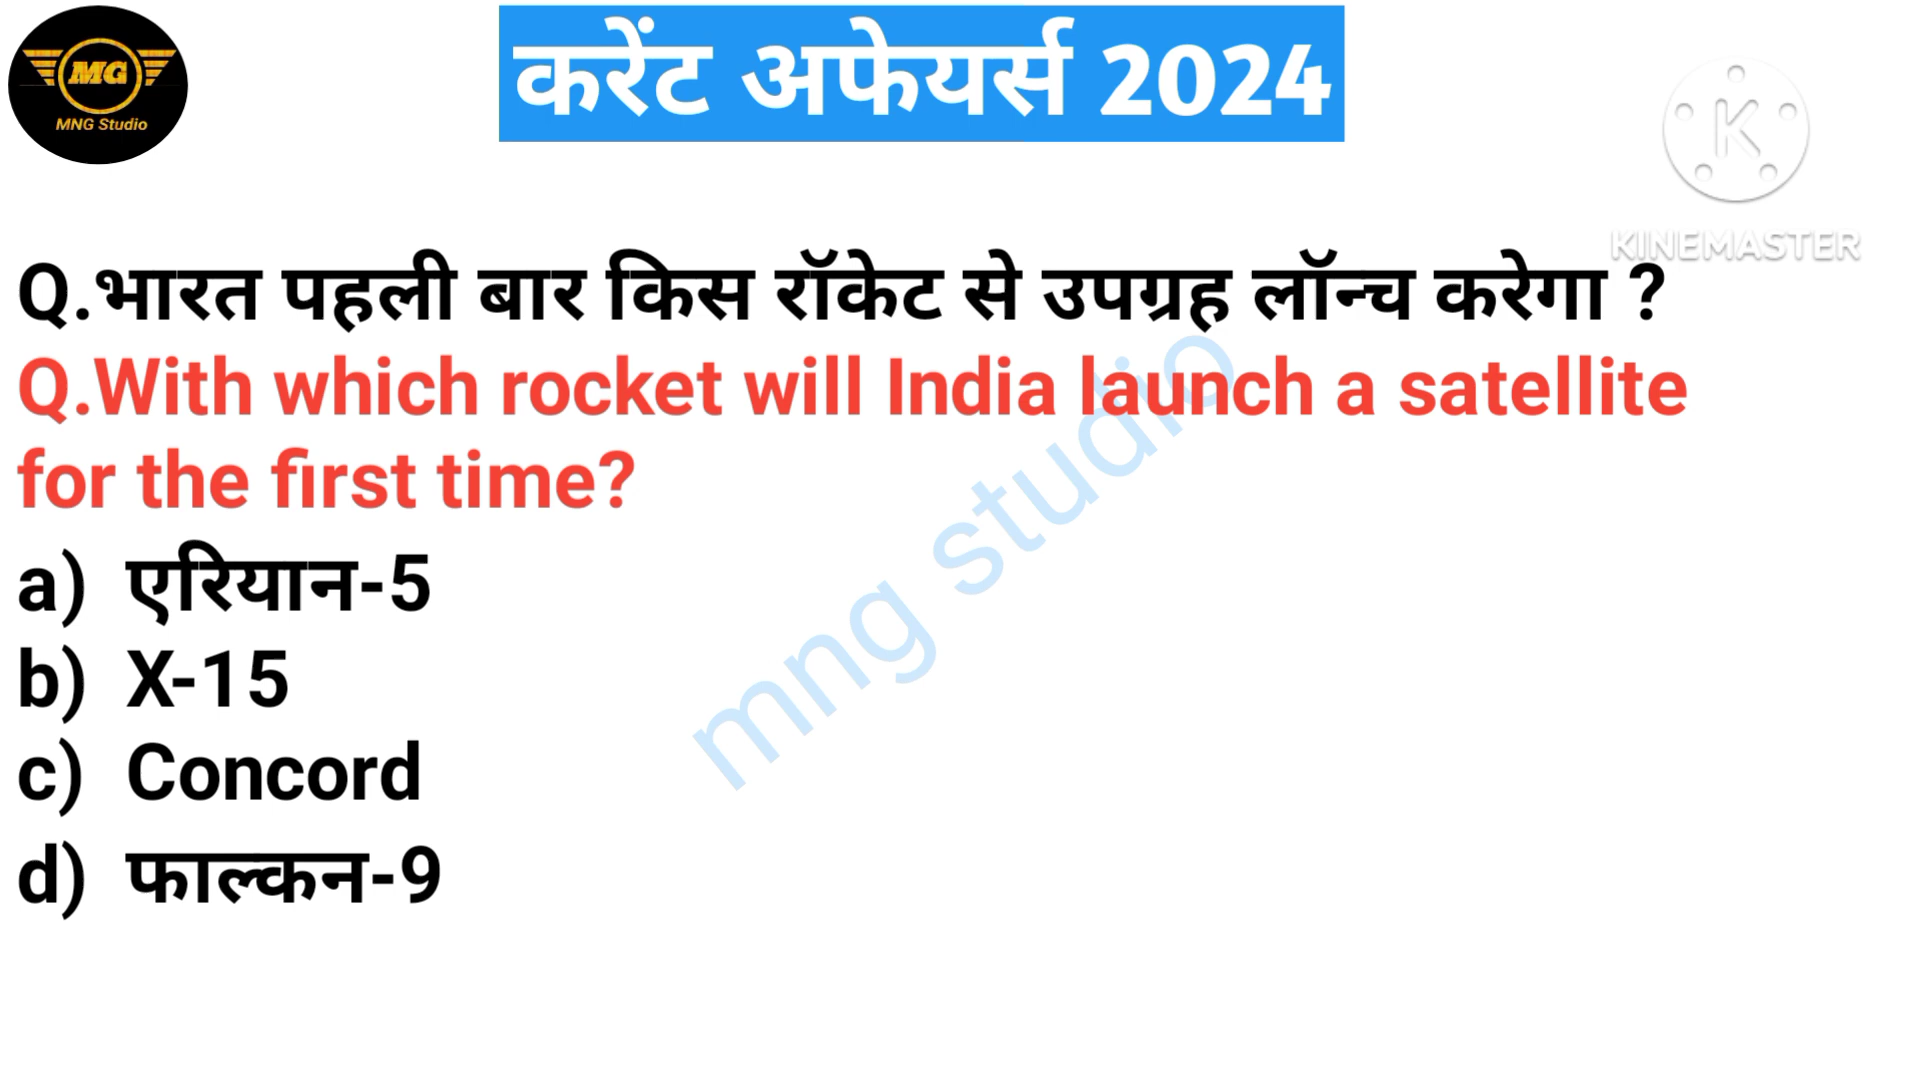 MG
MNG Studio
करेंट अफेयर्स 2024
K
KINEMASTER
Q.भारत पहली बार किस रॉकेट से उपग्रह लॉन्च करेगा ?
Q.With which rocket will India launch a satellite
for the first time?
a) एरियान-5
b) X-15
c) Concord
d) फाल्कन-9
mng studio